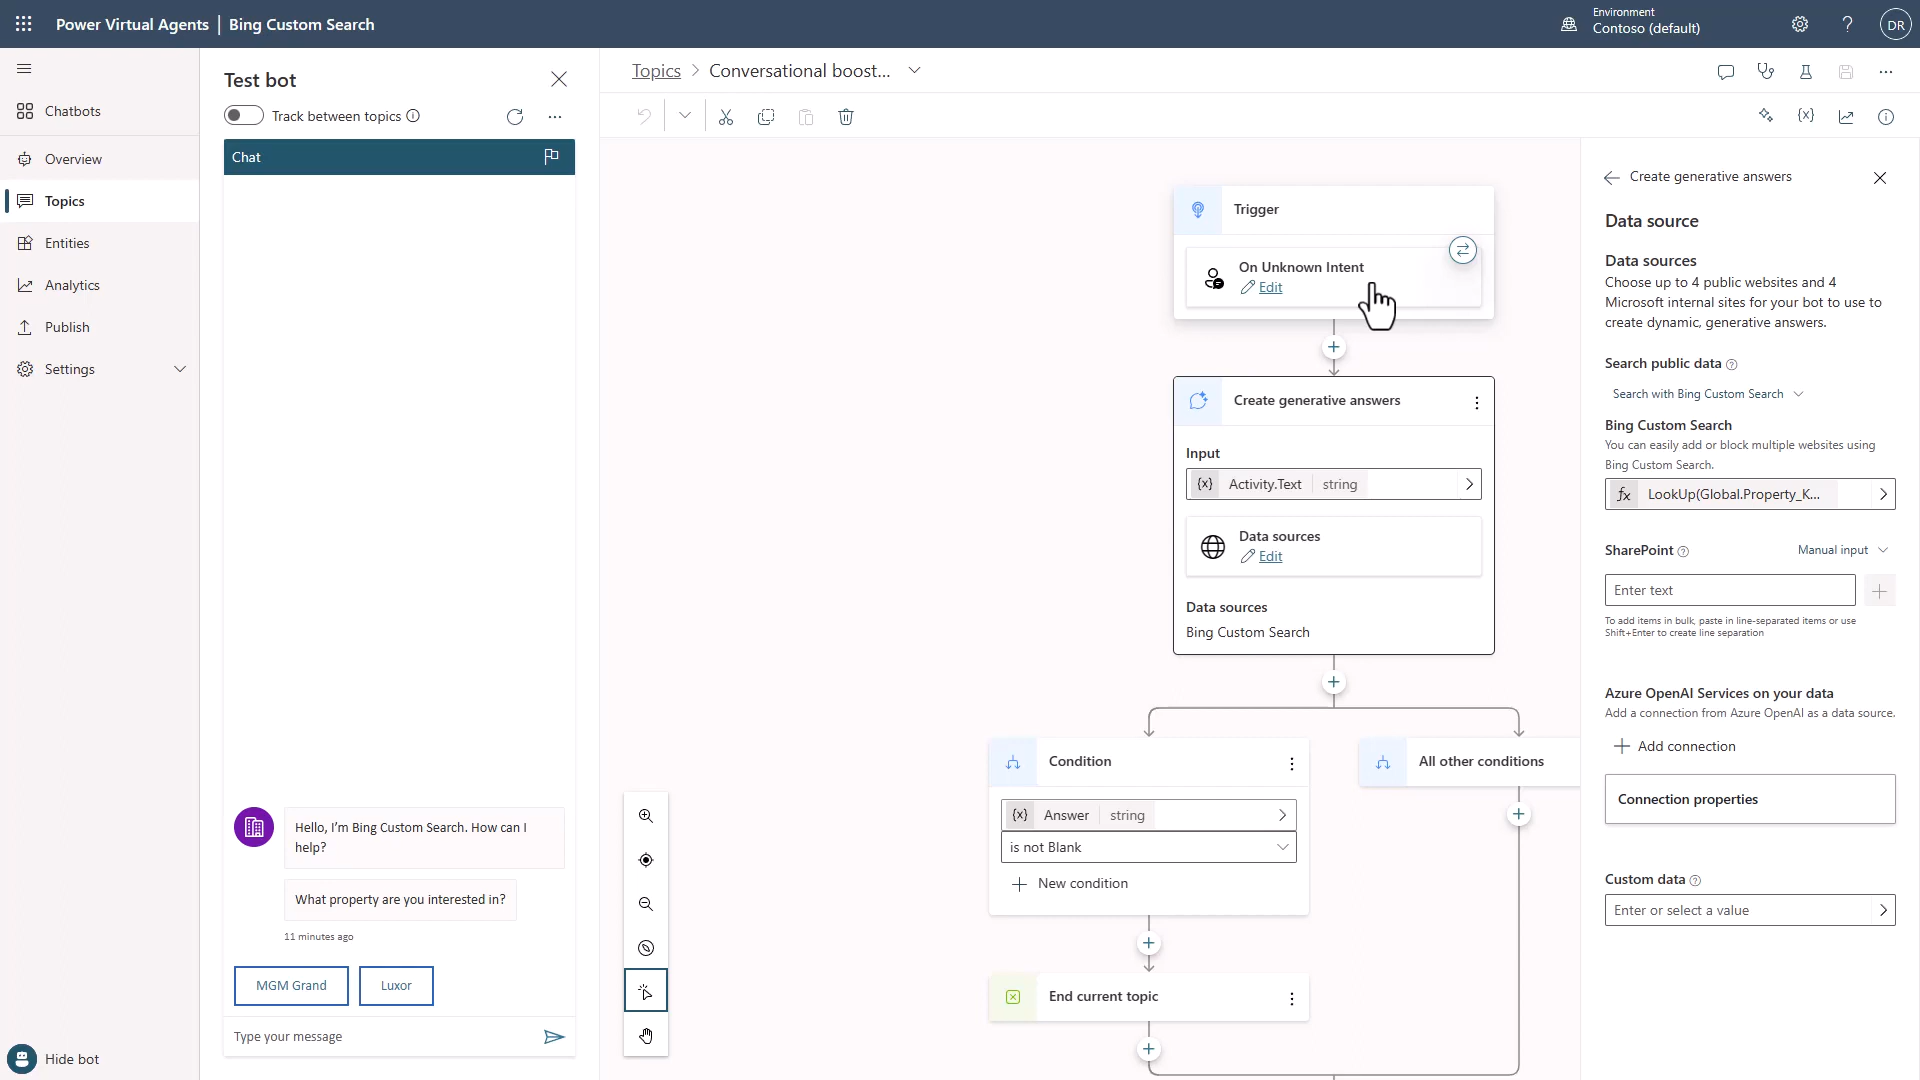 Power Virtual Agents | Bing Custom Search
Environment
Contoso (default)
DR
Chatbots
Overview
Topics
Entities
Analytics
Publish
Settings
Hide bot
Test bot
Track between topics
Chat
Hello, I'm Bing Custom Search. How can I
help?
What property are you interested in?
11 minutes ago
MGM Grand
Luxor
Type your message
Topics > Conversational boost...
Trigger
On Unknown Intent
Edit
Create generative answers
Input
{x} Activity.Text string
Data sources
Edit
Data sources
Bing Custom Search
Condition
{x} Answer string
is not Blank
New condition
End current topic
All other conditions
Create generative answers
Data source
Data sources
Choose up to 4 public websites and 4
Microsoft internal sites for your bot to use to
create dynamic, generative answers.
Search public data
Search with Bing Custom Search
Bing Custom Search
You can easily add or block multiple websites using
Bing Custom Search.
fx LookUp(Global.Property_K...
SharePoint
Manual input
Enter text
To add items in bulk, paste in line-separated items or use
Shift+Enter to create line separation
Azure OpenAI Services on your data
Add a connection from Azure OpenAI as a data source.
Add connection
Connection properties
Custom data
Enter or select a value